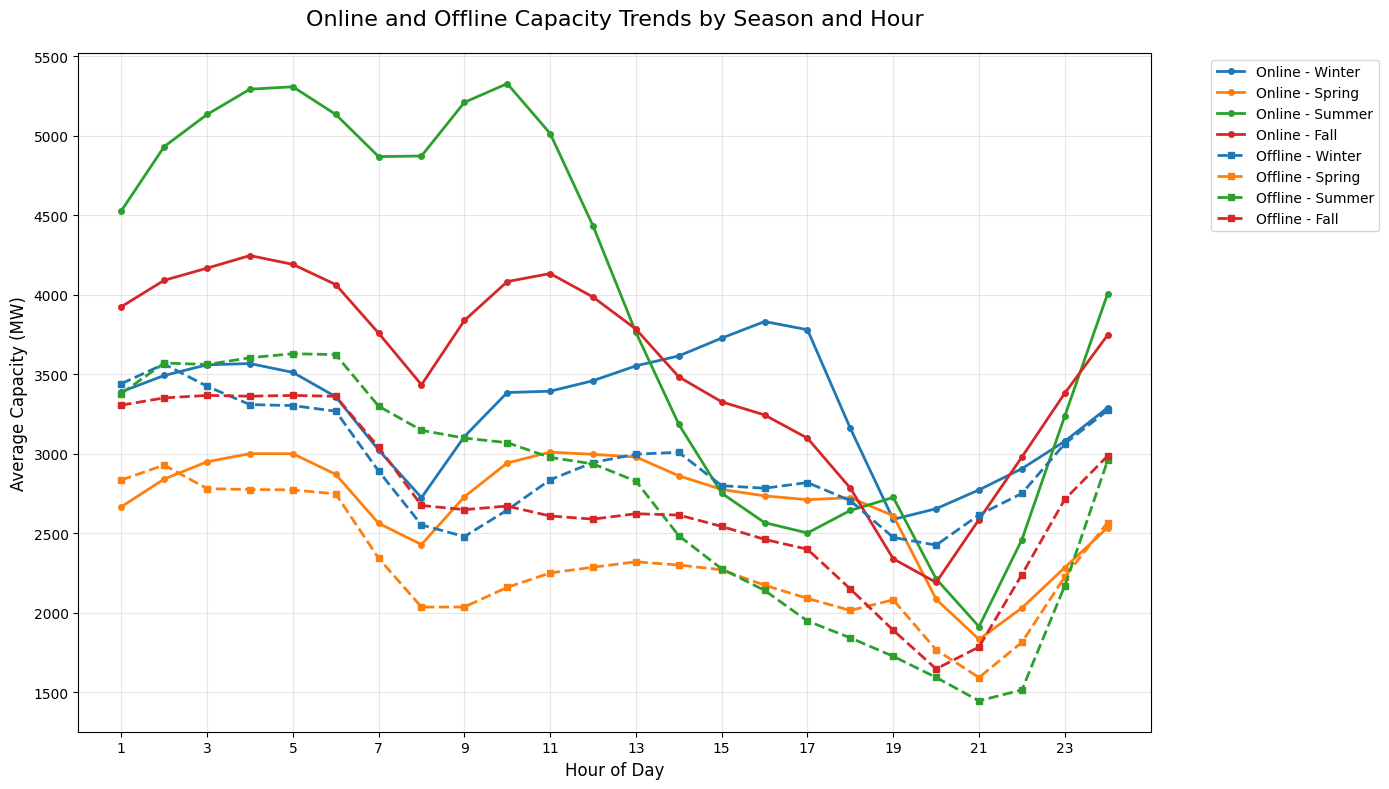 Online and Offline Capacity Trends by Season and Hour
Average Capacity (MW)
5500
5000
4500
4000
3500
3000
2500
2000
1500
1 3 5 7 9 11 13 15 17 19 21 23
Hour of Day
Online - Winter
Online - Spring
Online - Summer
Online - Fall
Offline - Winter
Offline - Spring
Offline - Summer
Offline - Fall